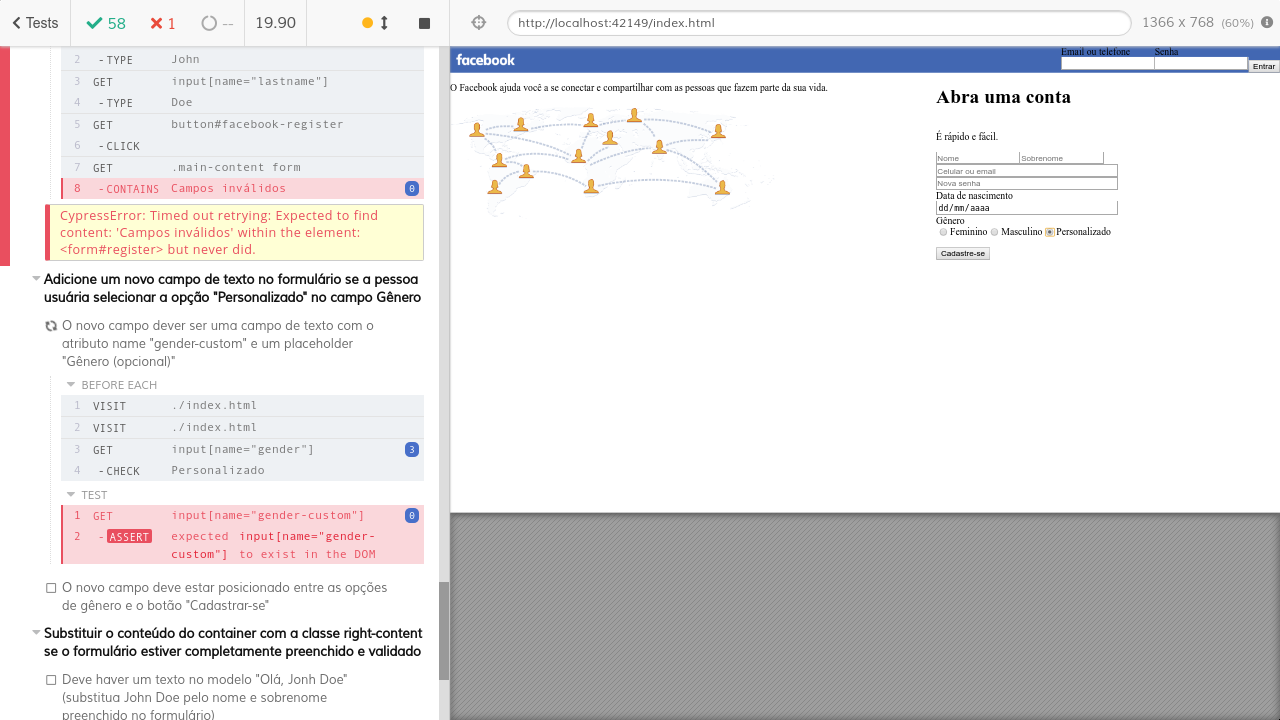 Tests 58 1 -- 19.90 http://localhost:42149/index.html 1366 x 768 (60%)
2 -TYPE John
3 GET input[name="lastname"]
4 -TYPE Doe
5 GET button#facebook-register
6 -CLICK
7 GET .main-content form
8 -CONTAINS Campos inválidos 0
CypressError: Timed out retrying: Expected to find
content: 'Campos inválidos' within the element:
<form#register> but never did.
Adicione um novo campo de texto no formulário se a pessoa
usuária selecionar a opção "Personalizado" no campo Gênero
O novo campo dever ser uma campo de texto com o
atributo name "gender-custom" e um placeholder
"Gênero (opcional)"
BEFORE EACH
1 VISIT ./index.html
2 VISIT ./index.html
3 GET input[name="gender"] 3
4 -CHECK Personalizado
TEST
1 GET input[name="gender-custom"] 0
2 -ASSERT expected input[name="gender-
custom"] to exist in the DOM
O novo campo deve estar posicionado entre as opções
de gênero e o botão "Cadastrar-se"
Substituir o conteúdo do container com a classe right-content
se o formulário estiver completamente preenchido e validado
Deve haver um texto no modelo "Olá, Jonh Doe"
(substitua John Doe pelo nome e sobrenome
preenchido no formulário)
facebook
Email ou telefone Senha
Entrar
O Facebook ajuda você a se conectar e compartilhar com as pessoas que fazem parte da sua vida.
Abra uma conta
É rápido e fácil.
Nome Sobrenome
Celular ou email
Nova senha
Data de nascimento
dd/mm/aaaa
Gênero
Feminino Masculino Personalizado
Cadastre-se